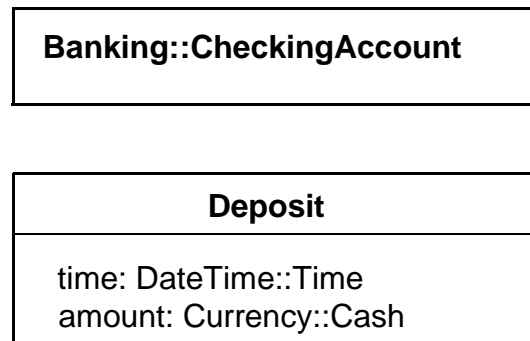 Banking::CheckingAccount
Deposit
time: DateTime::Time
amount: Currency::Cash